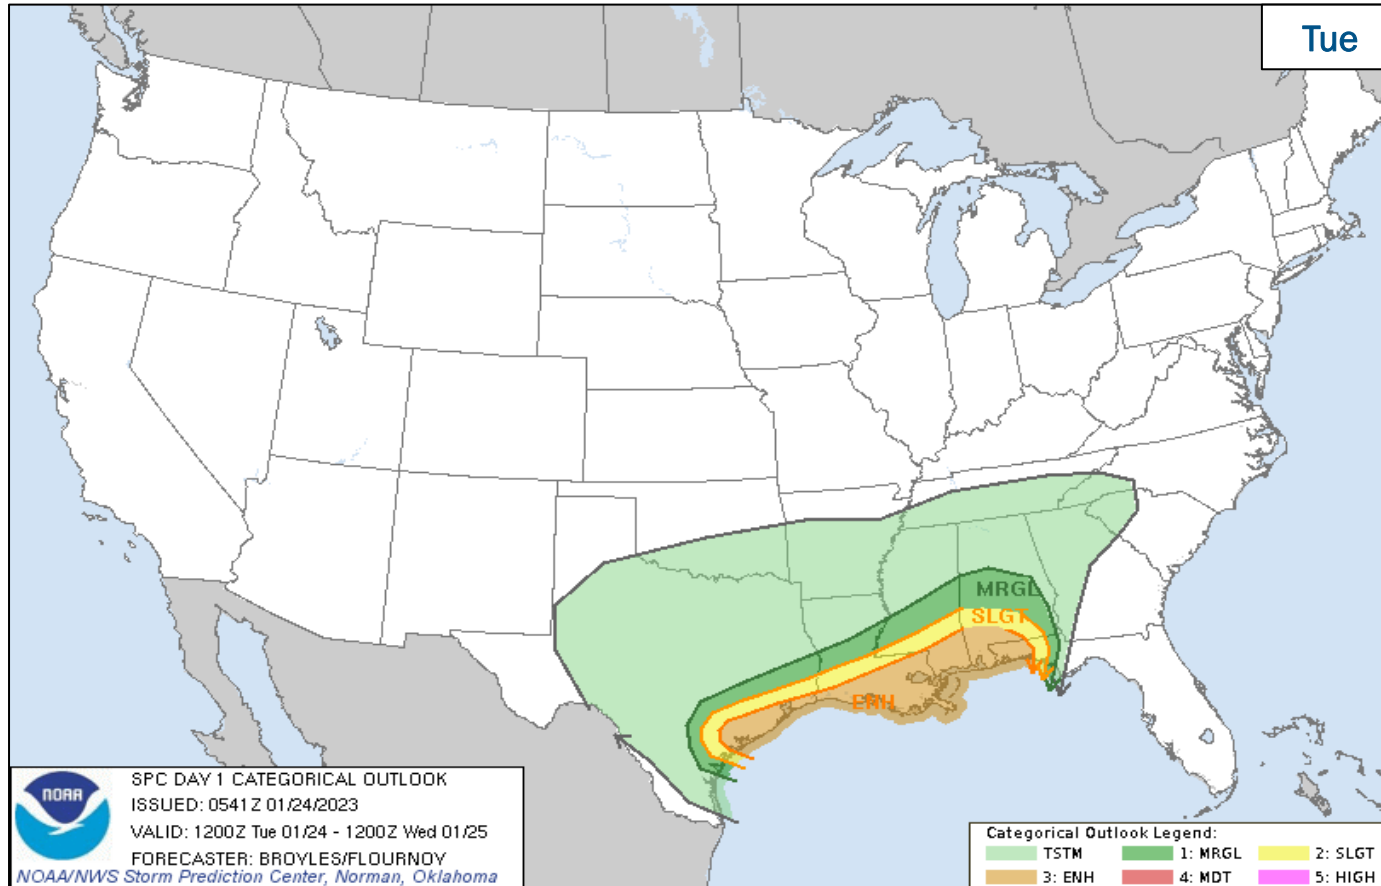 Tue
MRGL
SLGT
ENH
NOAA
SPC DAY 1 CATEGORICAL OUTLOOK
ISSUED: 0541Z 01/24/2023
VALID: 1200Z Tue 01/24 - 1200Z Wed 01/25
FORECASTER: BROYLES/FLOURNOY
NOAA/NWS Storm Prediction Center, Norman, Oklahoma
Categorical Outlook Legend:
TSTM 1: MRGL 2: SLGT
3: ENH 4: MDT 5: HIGH